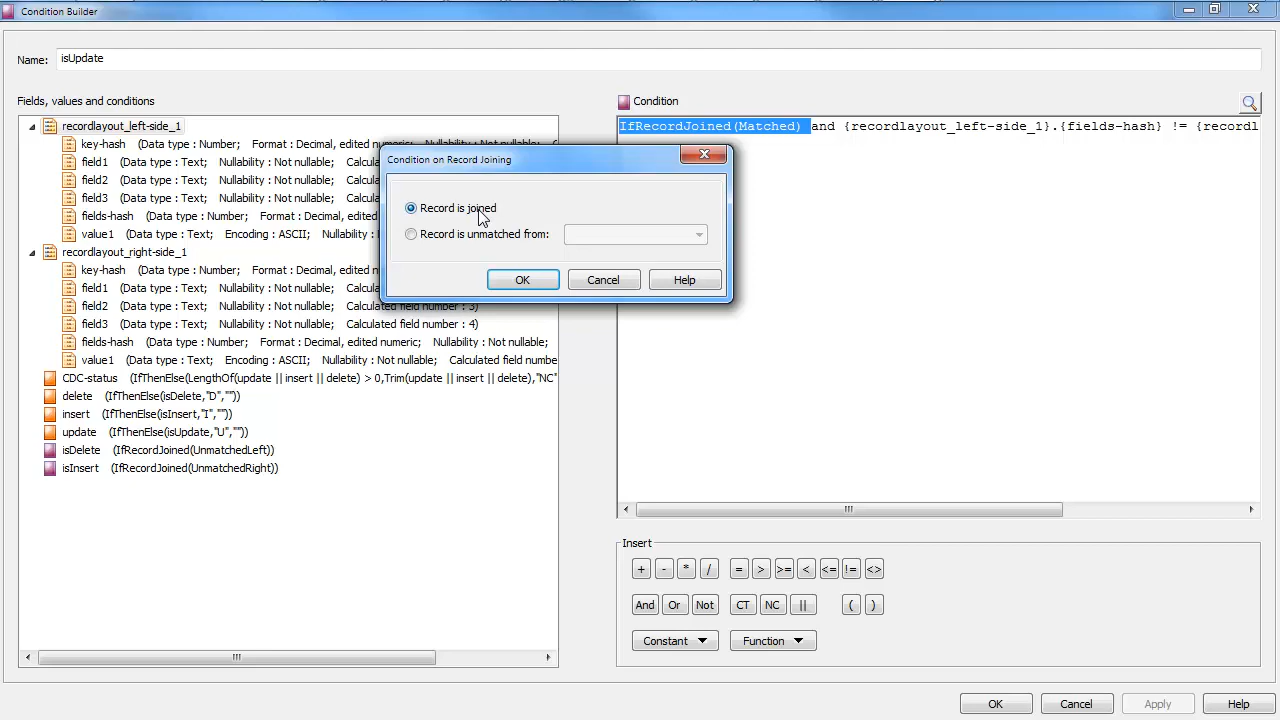 Condition Builder
Name:
isUpdate
Fields, values and conditions
recordlayout_left-side_1
key-hash (Data type : Number; Format : Decimal, edited numeric; Nullability : Not nullable; C
field1 (Data type : Text; Nullability : Not nullable;
field2 (Data type : Text; Nullability : Not nullable;
field3 (Data type : Text; Nullability : Not nullable;
fields-hash (Data type : Number; Format : Decima
value1 (Data type : Text; Encoding : ASCII; Nullabili
recordlayout_right-side_1
key-hash (Data type : Number; Format : Decimal, e
field1 (Data type : Text; Nullability : Not nullable;
field2 (Data type : Text; Nullability : Not nullable; Calculated field number : 3)
field3 (Data type : Text; Nullability : Not nullable; Calculated field number : 4)
fields-hash (Data type : Number; Format : Decimal, edited numeric; Nullability : Not nullable;
value1 (Data type : Text; Encoding : ASCII; Nullability : Not nullable; Calculated field numbe
CDC-status (IfThenElse(LengthOf(update || insert || delete) > 0,Trim(update || insert || delete),"NC"
delete (IfThenElse(isDelete,"D",""))
insert (IfThenElse(isInsert,"I",""))
update (IfThenElse(isUpdate,"U",""))
isDelete (IfRecordJoined(UnmatchedLeft))
isInsert (IfRecordJoined(UnmatchedRight))
Condition
IfRecordJoined(Matched) and {recordlayout_left-side_1}.{fields-hash} != {recordl
Condition on Record Joining
Record is joined
Record is unmatched from:
OK Cancel Help
Insert
+ - * / = > >= < <= != <>
And Or Not CT NC || ( )
Constant Function
OK Cancel Apply Help